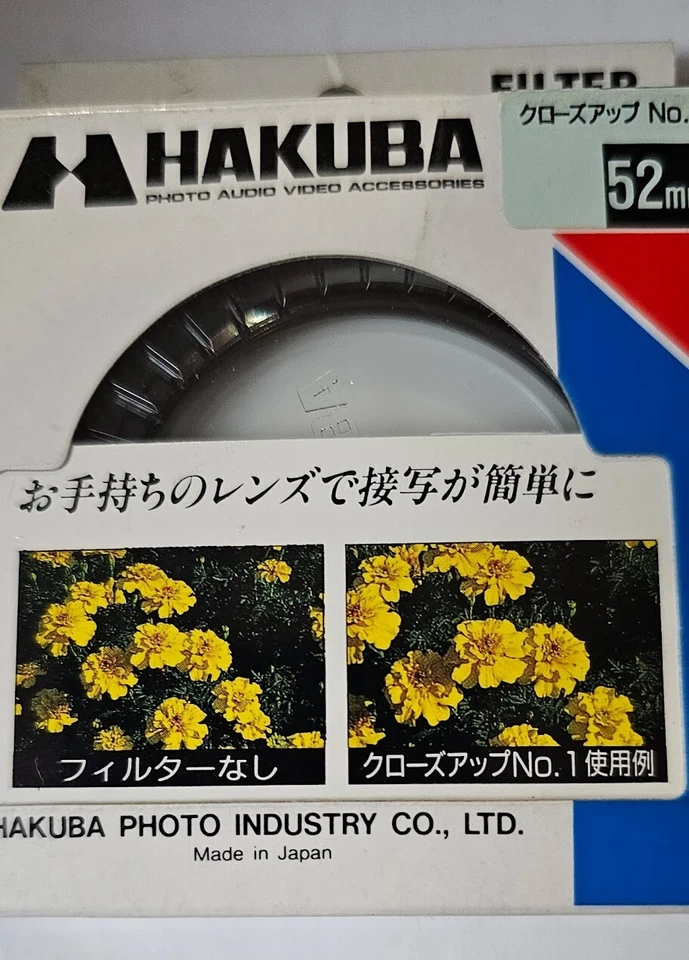 FILTER
HAKUBA
PHOTO AUDIO VIDEO ACCESSORIES
クローズアップ No.
52m
お手持ちのレンズで接写が簡単に
フィルターなし
クローズアップNo.1使用例
HAKUBA PHOTO INDUSTRY CO., LTD.
Made in Japan